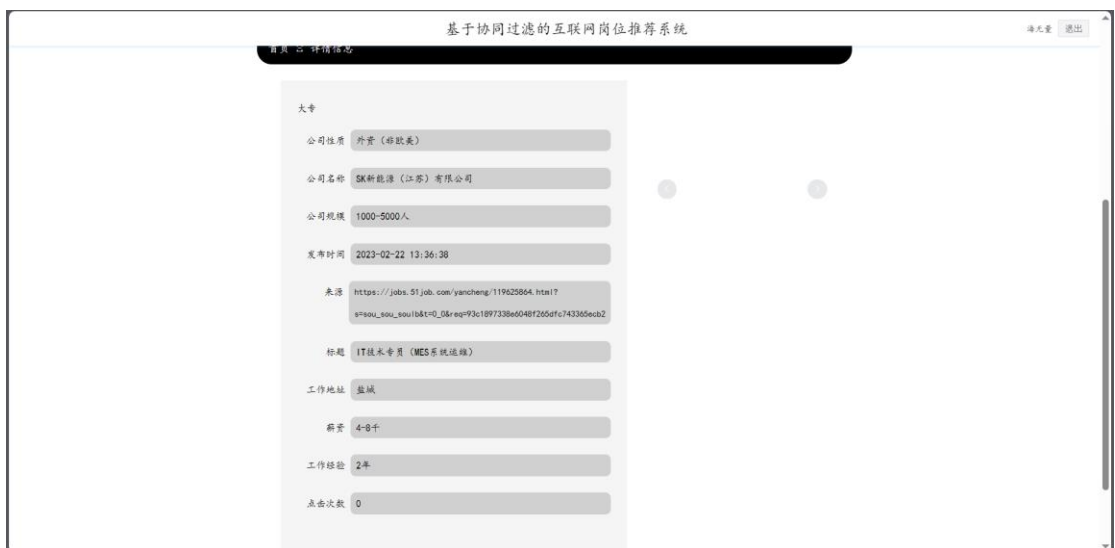 基于协同过滤的互联网岗位推荐系统
海无量 退出
首页 详情信息
大专
公司性质 外资（非欧美）
公司名称 SK新能源（江苏）有限公司
公司规模 1000-5000人
发布时间 2023-02-22 13:36:38
来源 https://jobs.51job.com/yancheng/119625864.html?
s=sou_sou_soulb&t=0_0&req=93c1897338e6048f265dfc743365ecb2
标题 IT技术专员（MES系统运维）
工作地址 盐城
薪资 4-8千
工作经验 2年
点击次数 0